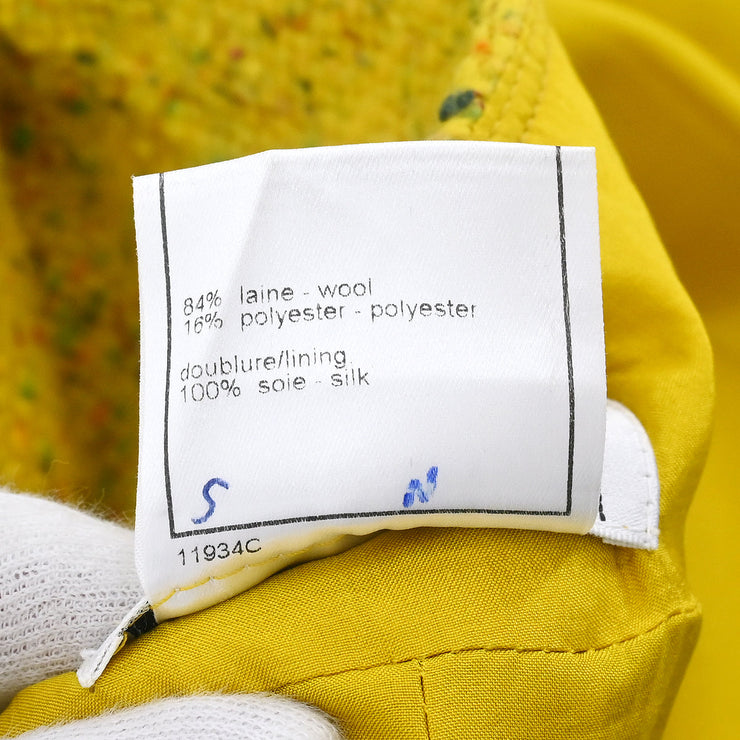 84% laine - wool
16% polyester - polyester
doublure/lining
100% soie - silk
S N
11934C